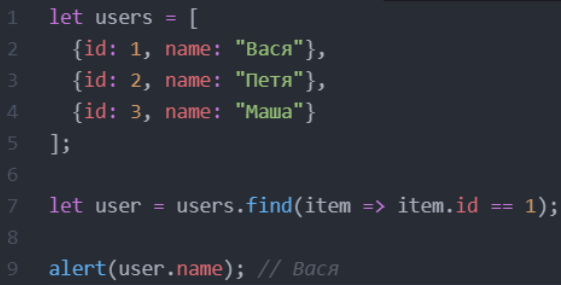 1 let users = [
2   {id: 1, name: "Вася"},
3   {id: 2, name: "Петя"},
4   {id: 3, name: "Маша"}
5 ];
6
7 let user = users.find(item => item.id == 1);
8
9 alert(user.name); // Вася